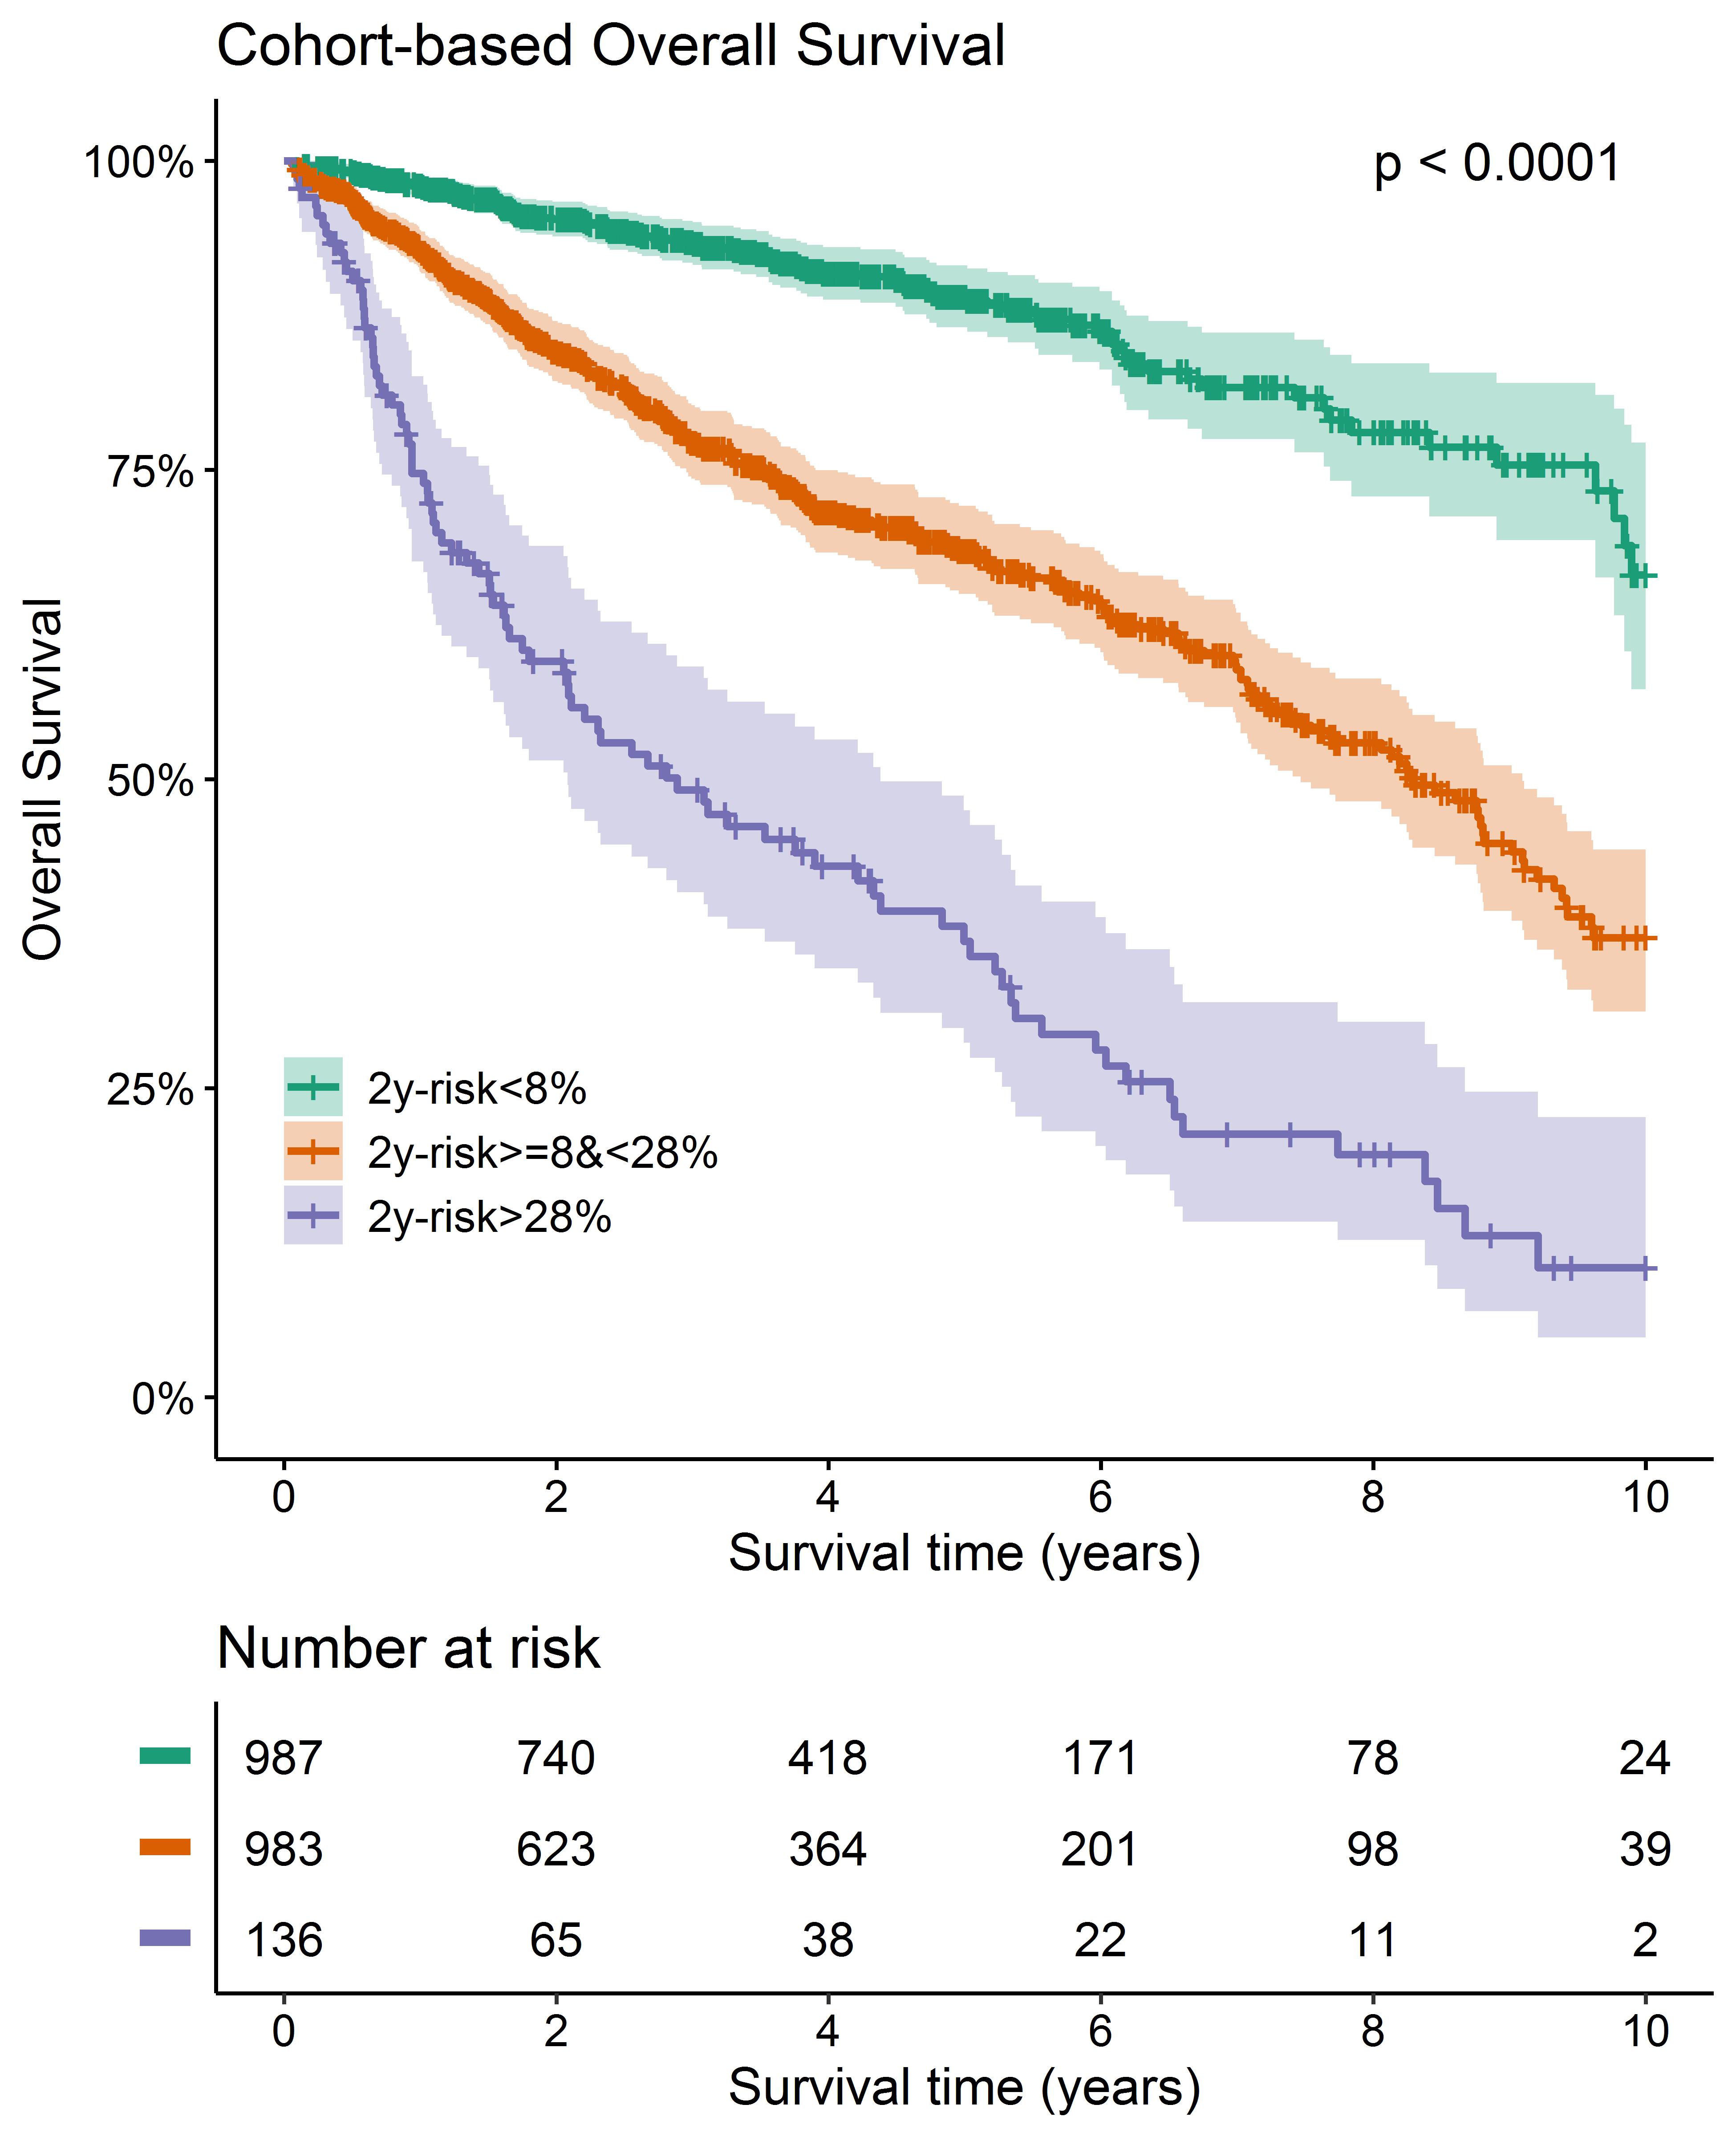 Cohort-based Overall Survival
p < 0.0001
100%
75%
50%
25%
0%
Overall Survival
2y-risk<8%
2y-risk>=8&<28%
2y-risk>28%
0 2 4 6 8 10
Survival time (years)
Number at risk
987 740 418 171 78 24
983 623 364 201 98 39
136 65 38 22 11 2
0 2 4 6 8 10
Survival time (years)